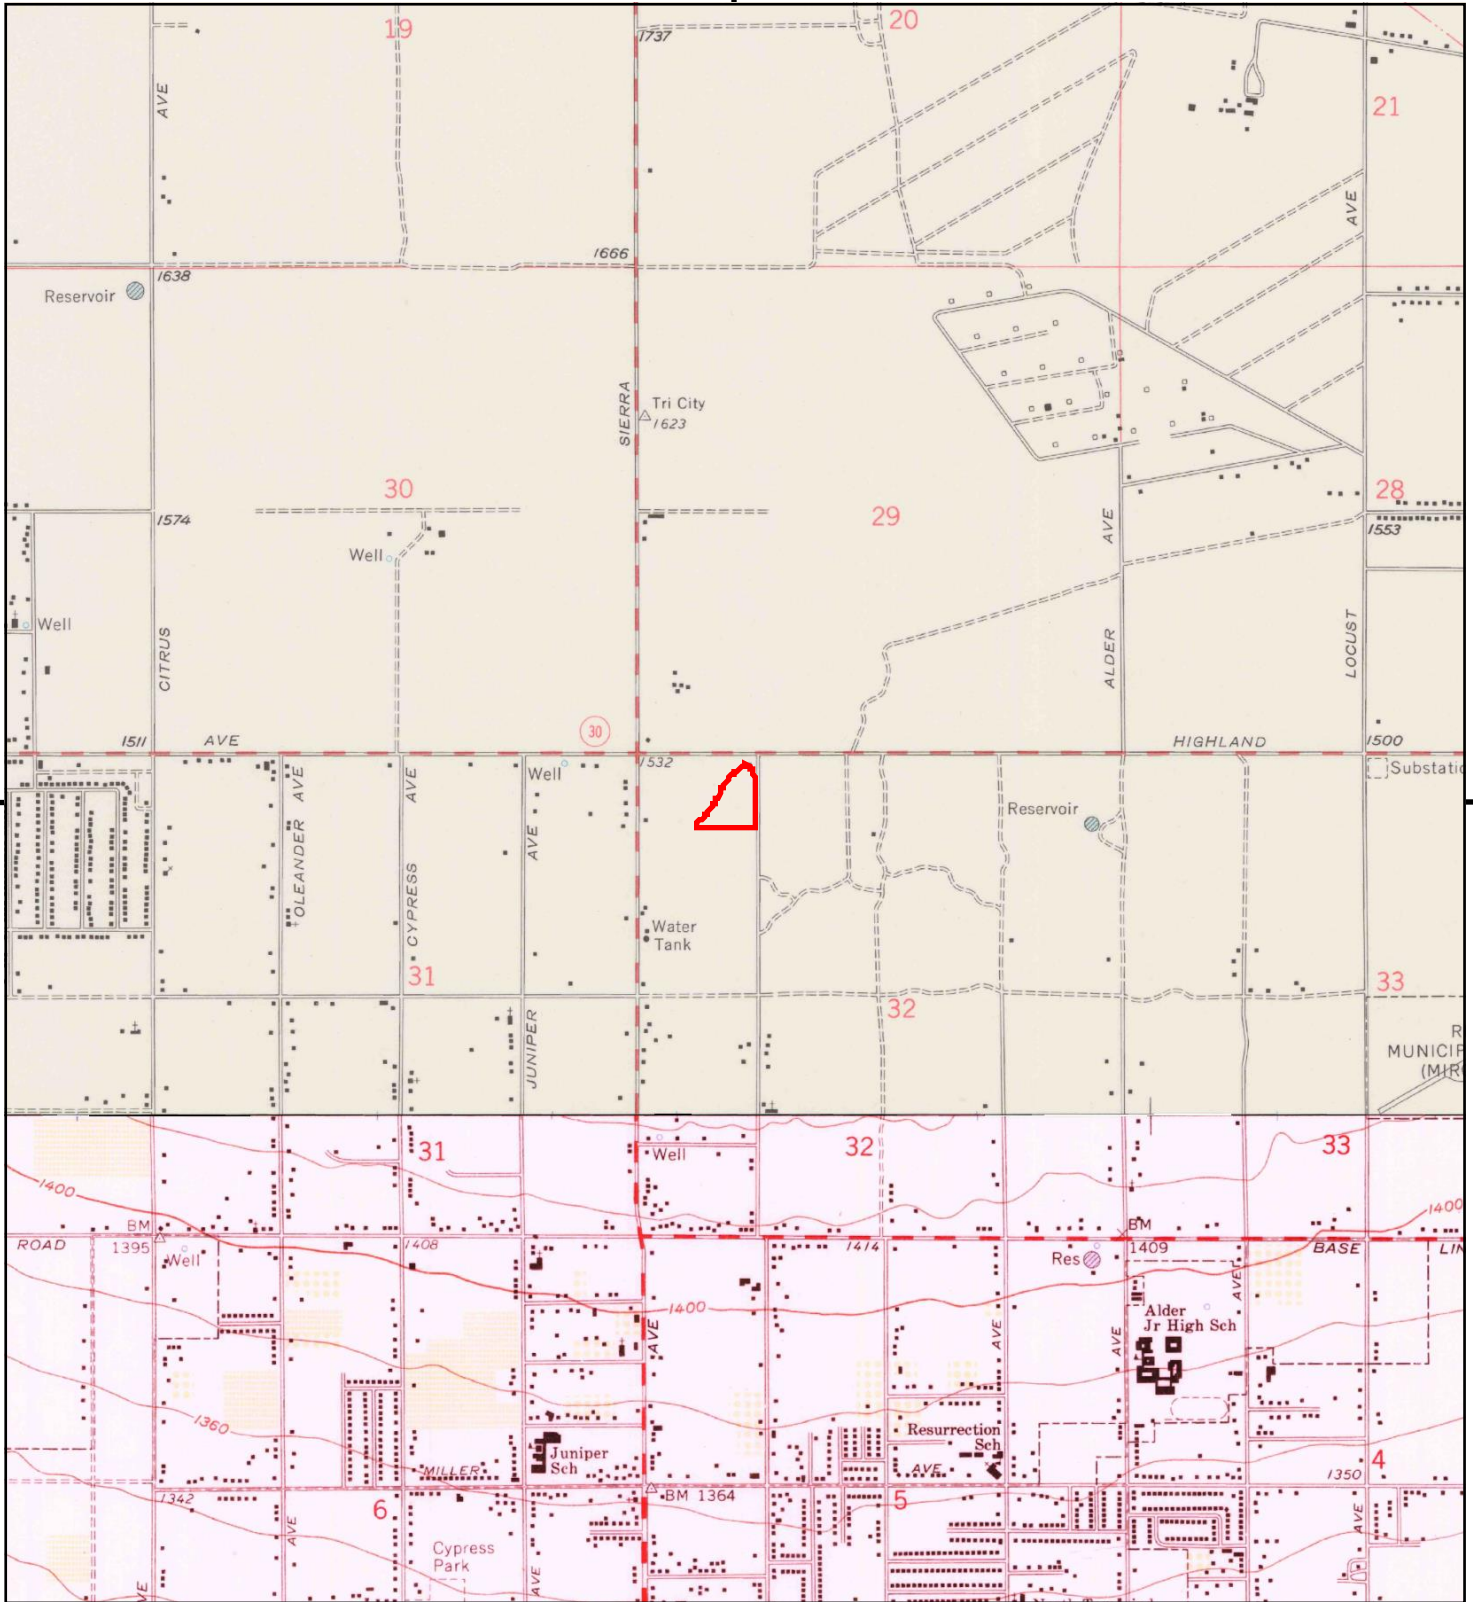 19
20
1737
AVE
21
AVE
1666
1638
Reservoir
Tri City
1623
SIERRA
30
29
28
1574
1553
AVE
Well
Well
CITRUS
ALDER
LOCUST
30
1511
AVE
HIGHLAND
1500
1532
Well
Substatio
OLEANDER AVE
AVE
CYPRESS
AVE
Reservoir
Water
Tank
31
32
33
JUNIPER
R
MUNICIP
(MIR
31
32
33
Well
1400
1400
BM
1395
BM
1409
ROAD
Well
1408
1414
BASE
LIN
Res
1400
AVE
AVE
AVE
AVE
Alder
Jr High Sch
1360
Resurrection
Sch
Juniper
Sch
MILLER
AVE
4
1350
1342
BM 1364
6
5
AVE
AVE
Cypress
Park
AVE
VE